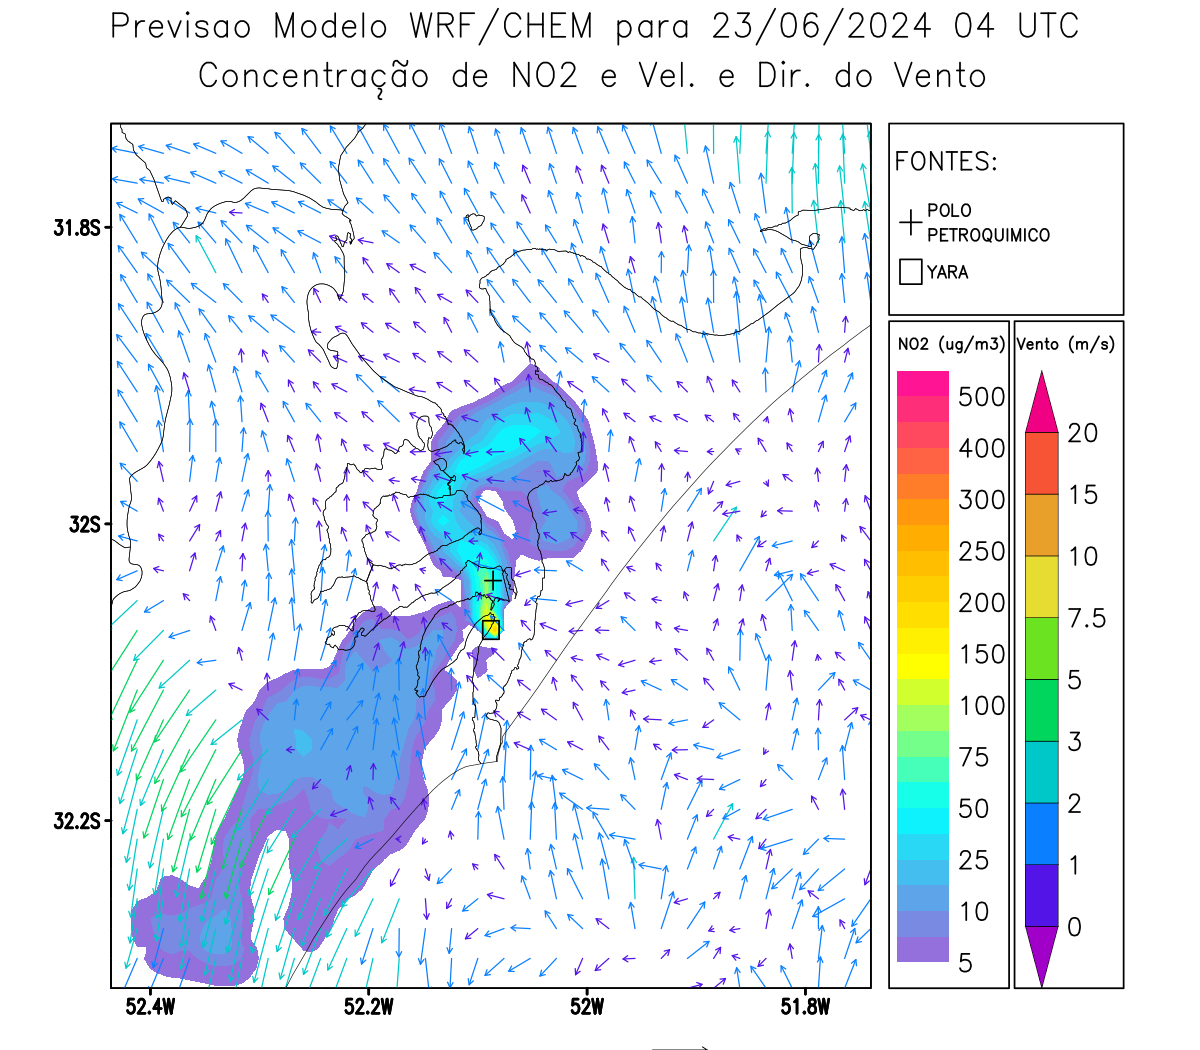 Previsao Modelo WRF/CHEM para 23/06/2024 04 UTC
Concentração de NO2 e Vel. e Dir. do Vento
FONTES:
POLO
PETROQUIMICO
YARA
NO2 (ug/m3)
500
400
300
250
200
150
100
75
50
25
10
5
Vento (m/s)
20
15
10
7.5
5
3
2
1
0
31.8S
32S
32.2S
52.4W
52.2W
52W
51.8W